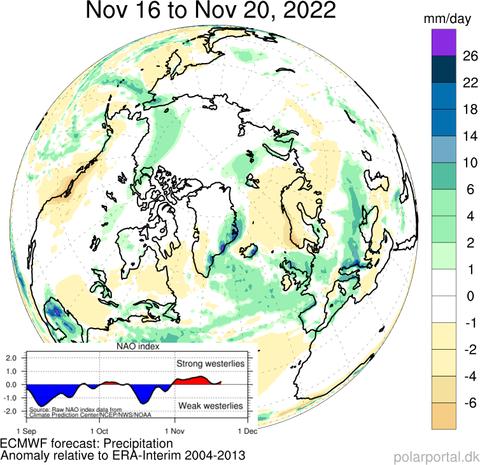 Nov 16 to Nov 20, 2022
mm/day
26
22
18
14
10
6
4
2
1
0
-1
-2
-4
-6
NAO index
2.0
1.0
0.0
-1.0
-2.0
Strong westerlies
Weak westerlies
Source: Raw NAO index data from
Climate Prediction Center/NCEP/NWS/NOAA
1 Sep 1 Oct 1 Nov 1 Dec
ECMWF forecast: Precipitation
Anomaly relative to ERA-Interim 2004-2013
polarportal.dk